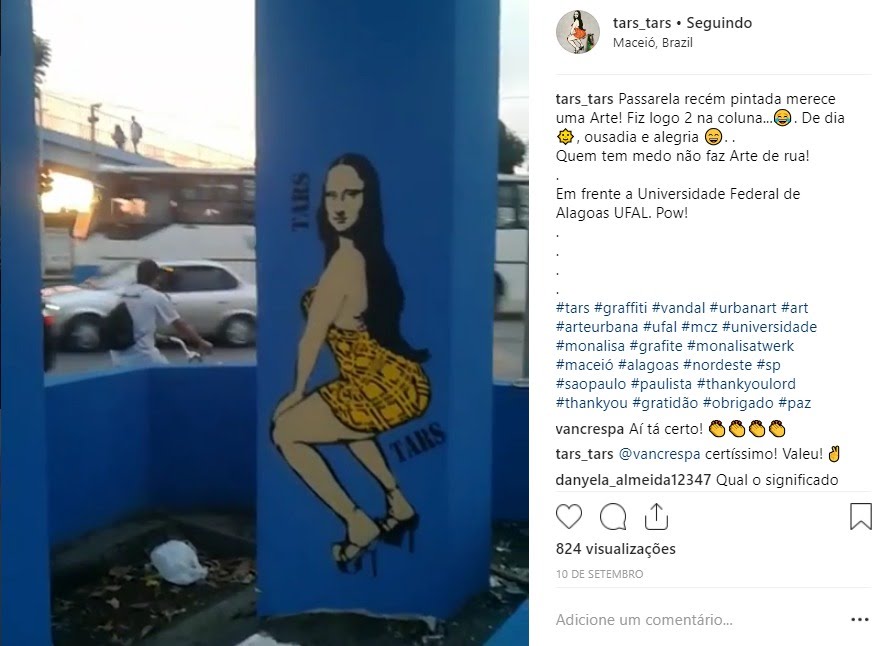 TARS
TARS
tars_tars • Seguindo
Maceió, Brazil
tars_tars Passarela recém pintada merece
uma Arte! Fiz logo 2 na coluna...😂. De dia
🌞, ousadia e alegria 😄. .
Quem tem medo não faz Arte de rua!
.
Em frente a Universidade Federal de
Alagoas UFAL. Pow!
.
.
.
.
#tars #graffiti #vandal #urbanart #art
#arteurbana #ufal #mcz #universidade
#monalisa #grafite #monalisatwerk
#maceió #alagoas #nordeste #sp
#saopaulo #paulista #thankyoulord
#thankyou #gratidão #obrigado #paz
vancrespa Aí tá certo! 👏👏👏👏
tars_tars @vancrespa certíssimo! Valeu!✌
danyela_almeida12347 Qual o significado
824 visualizações
10 DE SETEMBRO
Adicione um comentário...